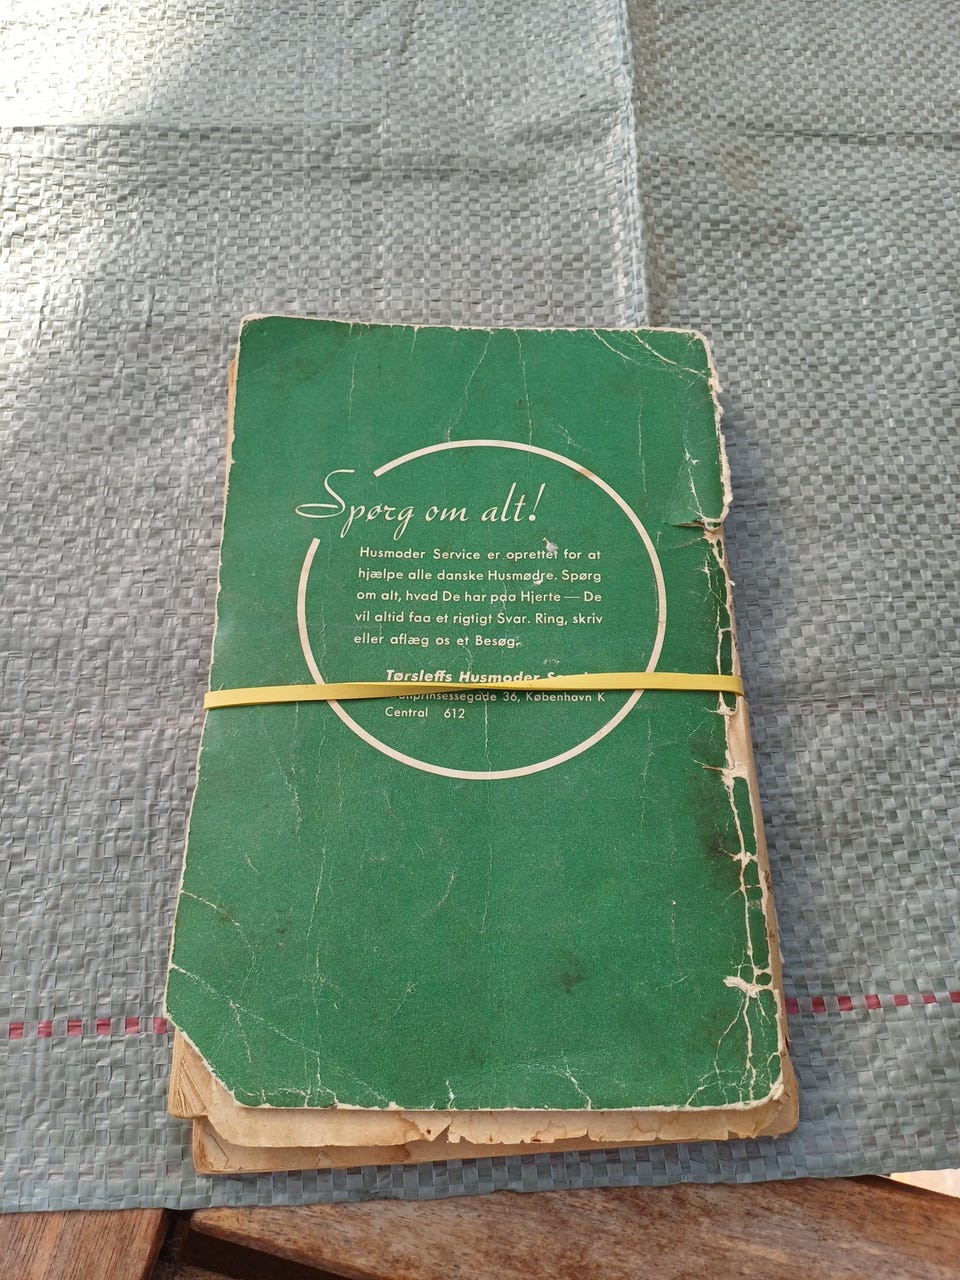 Spørg om alt!
Husmoder Service er oprettet for at
hjælpe alle danske Husmødre. Spørg
om alt, hvad De har paa Hjerte — De
vil altid faa et rigtigt Svar. Ring, skriv
eller aflæg os et Besøg.
Tørsleffs Husmoder
36, København K
Central 612